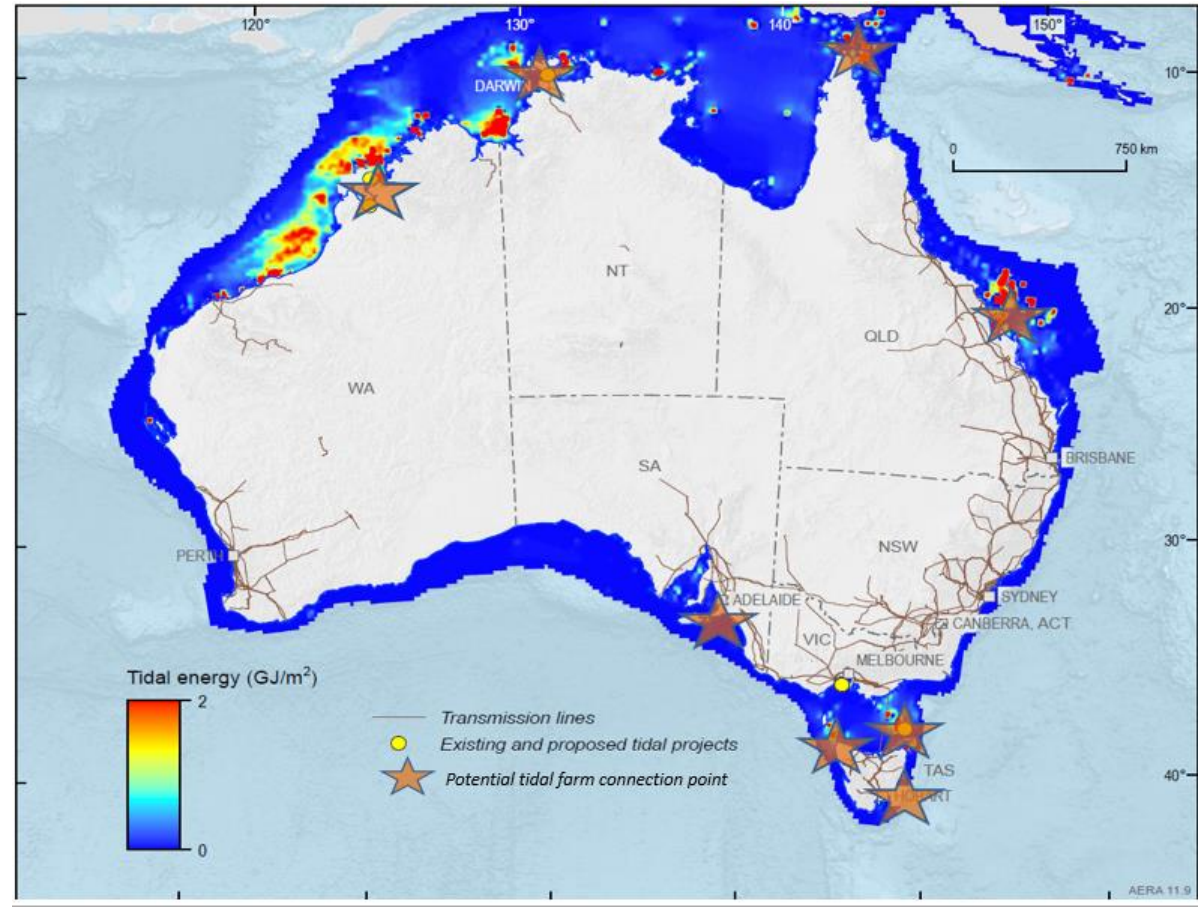 120°
130°
140°
150°
10°
DARWIN
0
750 km
NT
20°
QLD
WA
SA
BRISBANE
30°
PERTH
NSW
SYDNEY
ADELAIDE
CANBERRA, ACT
VIC
MELBOURNE
Tidal energy (GJ/m²)
2
0
Transmission lines
Existing and proposed tidal projects
Potential tidal farm connection point
TAS
40°
HOBART
AERA 11.9